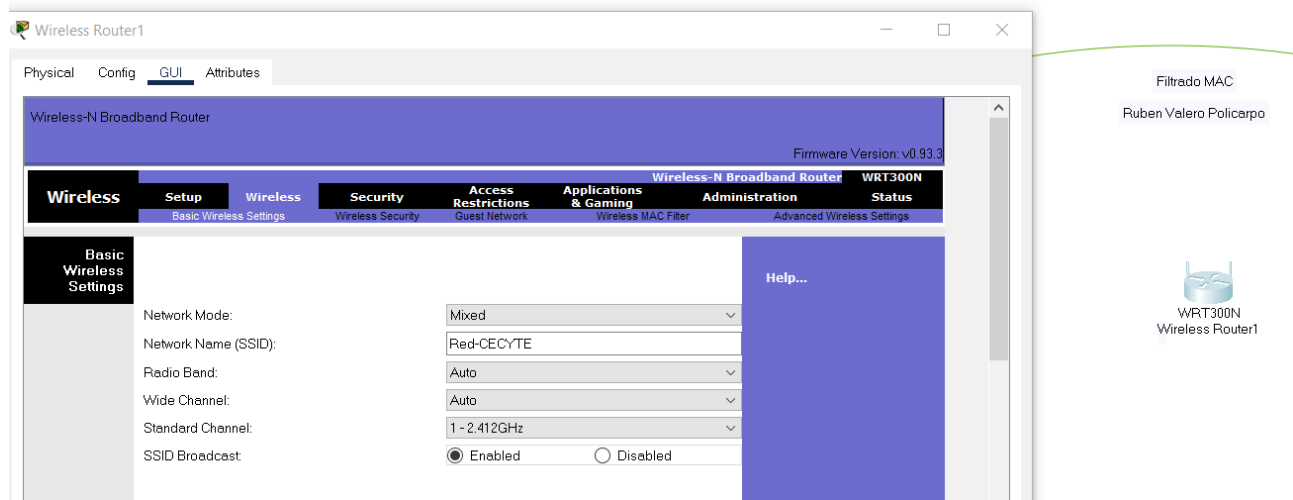 Wireless Router1
Physical Config GUI Attributes
Wireless-N Broadband Router
Firmware Version: v0.93.3
Wireless-N Broadband Router WRT300N
Wireless
Setup Wireless Security Access Restrictions Applications & Gaming Administration Status
Basic Wireless Settings Wireless Security Guest Network Wireless MAC Filter Advanced Wireless Settings
Basic
Wireless
Settings
Help...
Network Mode: Mixed
Network Name (SSID): Red-CECYTE
Radio Band: Auto
Wide Channel: Auto
Standard Channel: 1 - 2.412GHz
SSID Broadcast: Enabled Disabled
Filtrado MAC
Ruben Valero Policarpo
WRT300N
Wireless Router1